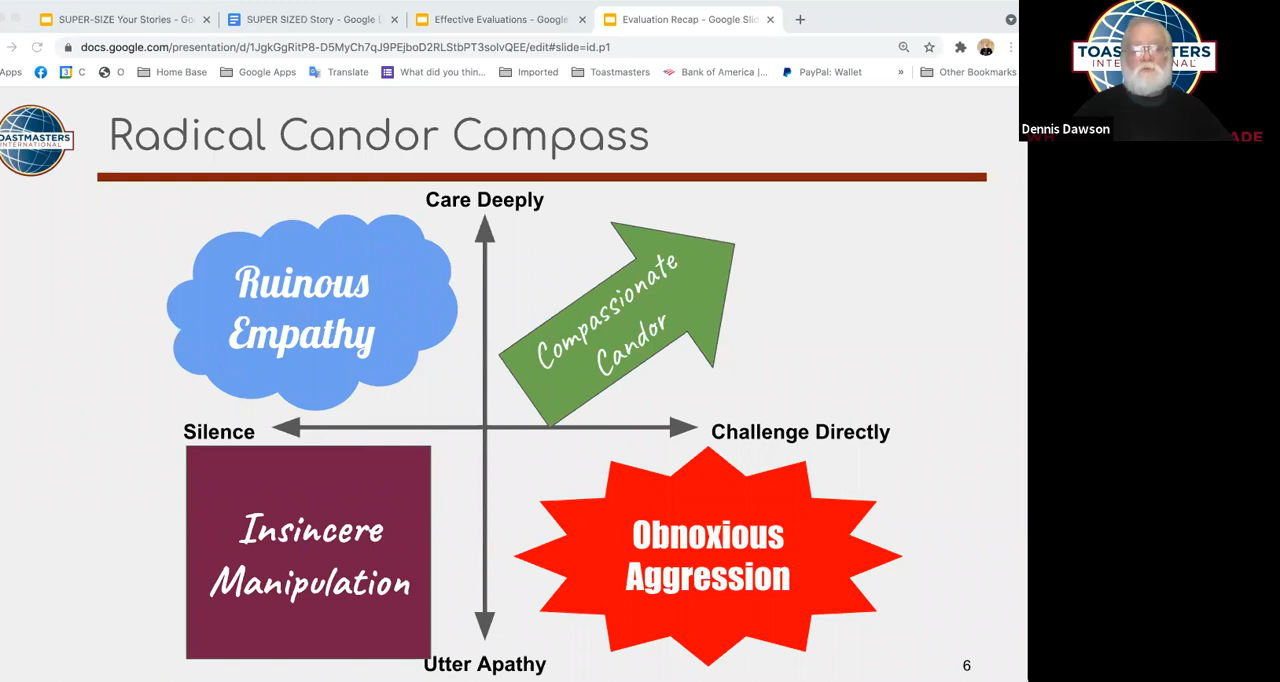 SUPER-SIZE Your Stories - Go
SUPER SIZED Story - Google D
Effective Evaluations - Google
Evaluation Recap - Google Slid
docs.google.com/presentation/d/1JgkGgRitP8-D5MyCh7qJ9PEjboD2RLStbPT3solvQEE/edit#slide=id.p1
Apps
C
O
Home Base
Google Apps
Translate
What did you thin...
Imported
Toastmasters
Bank of America |...
PayPal: Wallet
»
Other Bookmarks
TOASTMASTERS
INTERNATIONAL
Dennis Dawson
ADE
OASTMASTERS
INTERNATIONAL
Radical Candor Compass
Care Deeply
Ruinous
Empathy
Compassionate
Candor
Silence
Challenge Directly
Insincere
Manipulation
Obnoxious
Aggression
Utter Apathy
6